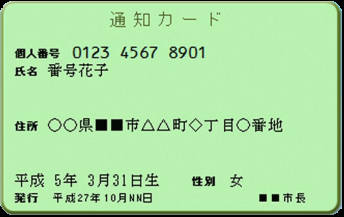 通知カード
個人番号 0123 4567 8901
氏名 番号花子
住所 ○○県■■市△△町◇丁目○番地
平成 5年 3月31日生 性別 女
発行 平成27年10月NN日 ■■市長